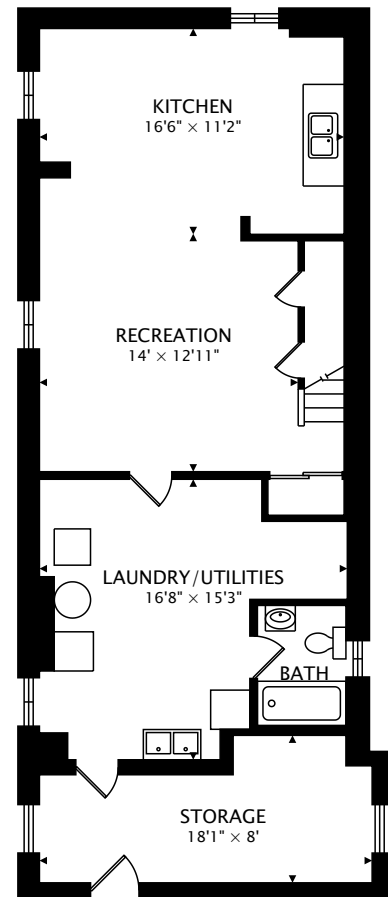 KITCHEN
16'6" × 11'2"
RECREATION
14' × 12'11"
LAUNDRY/UTILITIES
16'8" × 15'3"
BATH
STORAGE
18'1" × 8'